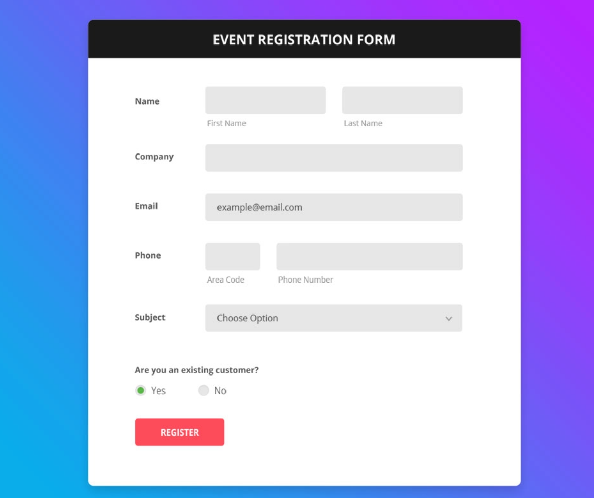 EVENT REGISTRATION FORM
Name
First Name Last Name
Company
Email example@email.com
Phone
Area Code Phone Number
Subject Choose Option
Are you an existing customer?
Yes No
REGISTER